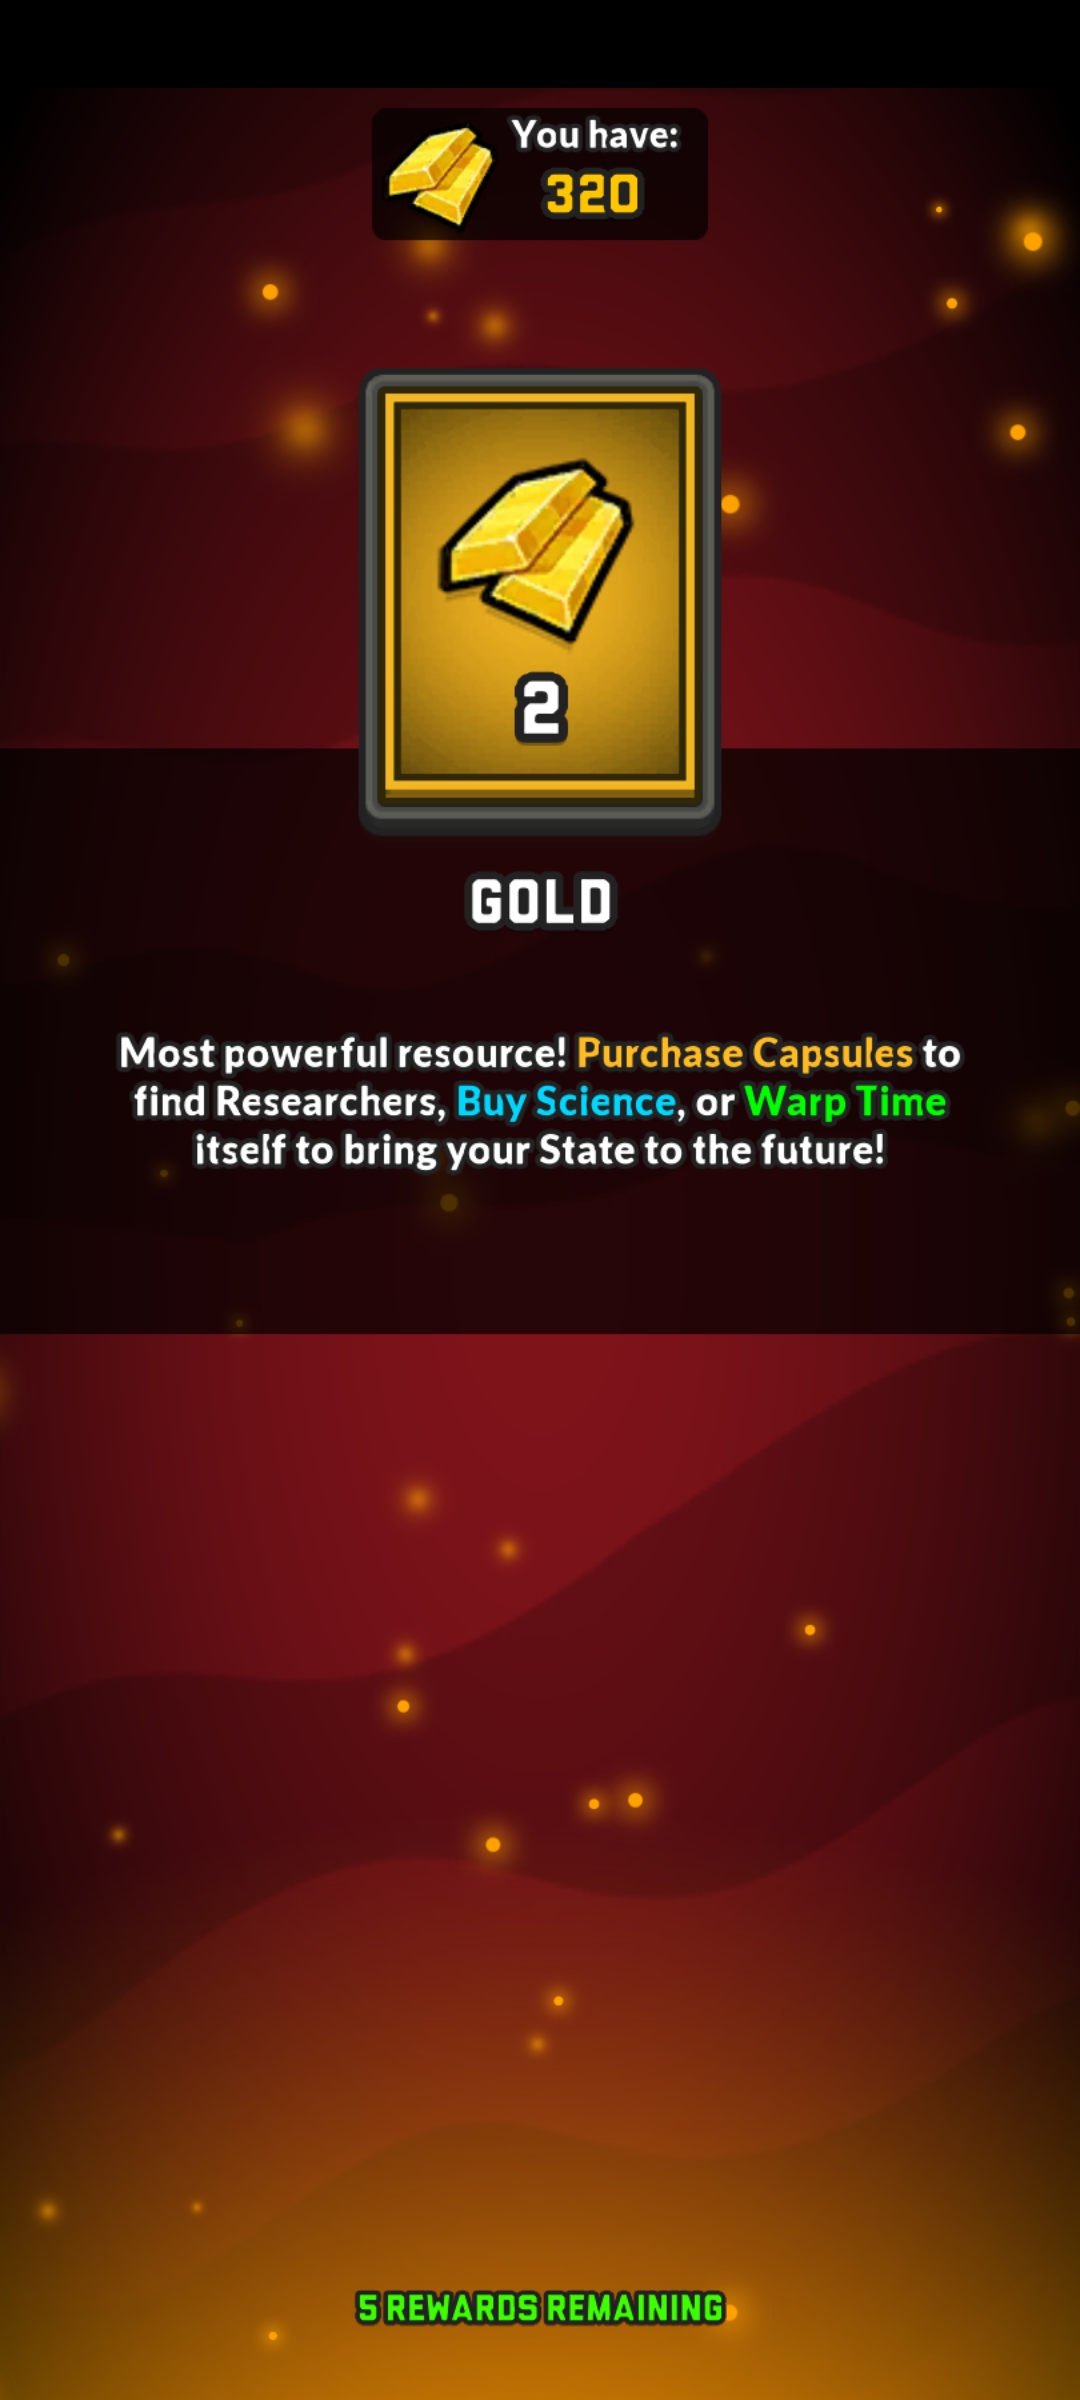 You have:
320
2
GOLD
Most powerful resource! Purchase Capsules to
find Researchers, Buy Science, or Warp Time
itself to bring your State to the future!
5 REWARDS REMAINING